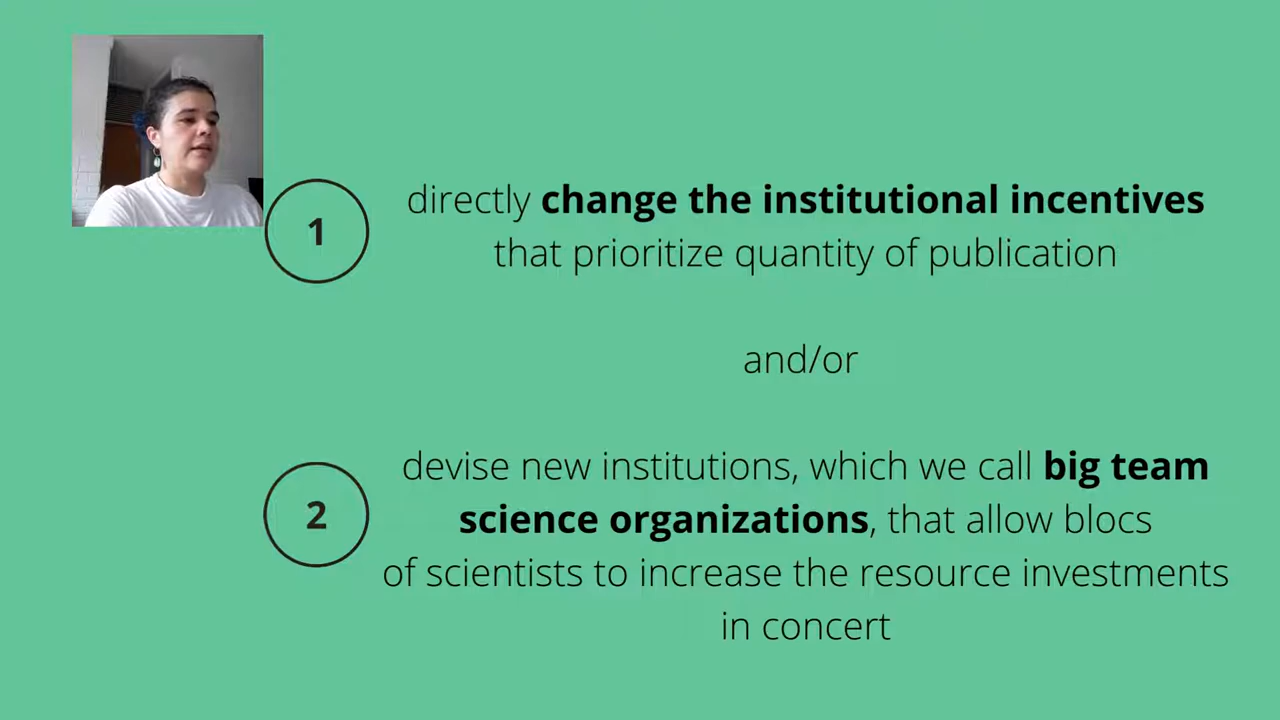 1
directly change the institutional incentives
that prioritize quantity of publication
and/or
2
devise new institutions, which we call big team
science organizations, that allow blocs
of scientists to increase the resource investments
in concert